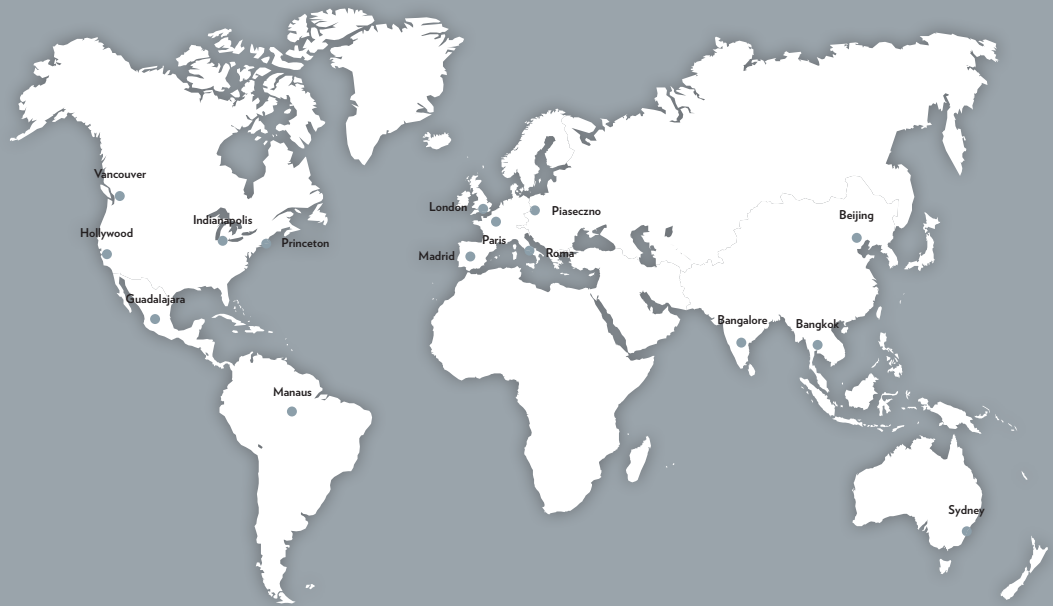 Vancouver
Indianapolis
Hollywood
Princeton
Guadalajara
Manaus
London
Piaseczno
Paris
Madrid
Roma
Beijing
Bangalore
Bangkok
Sydney